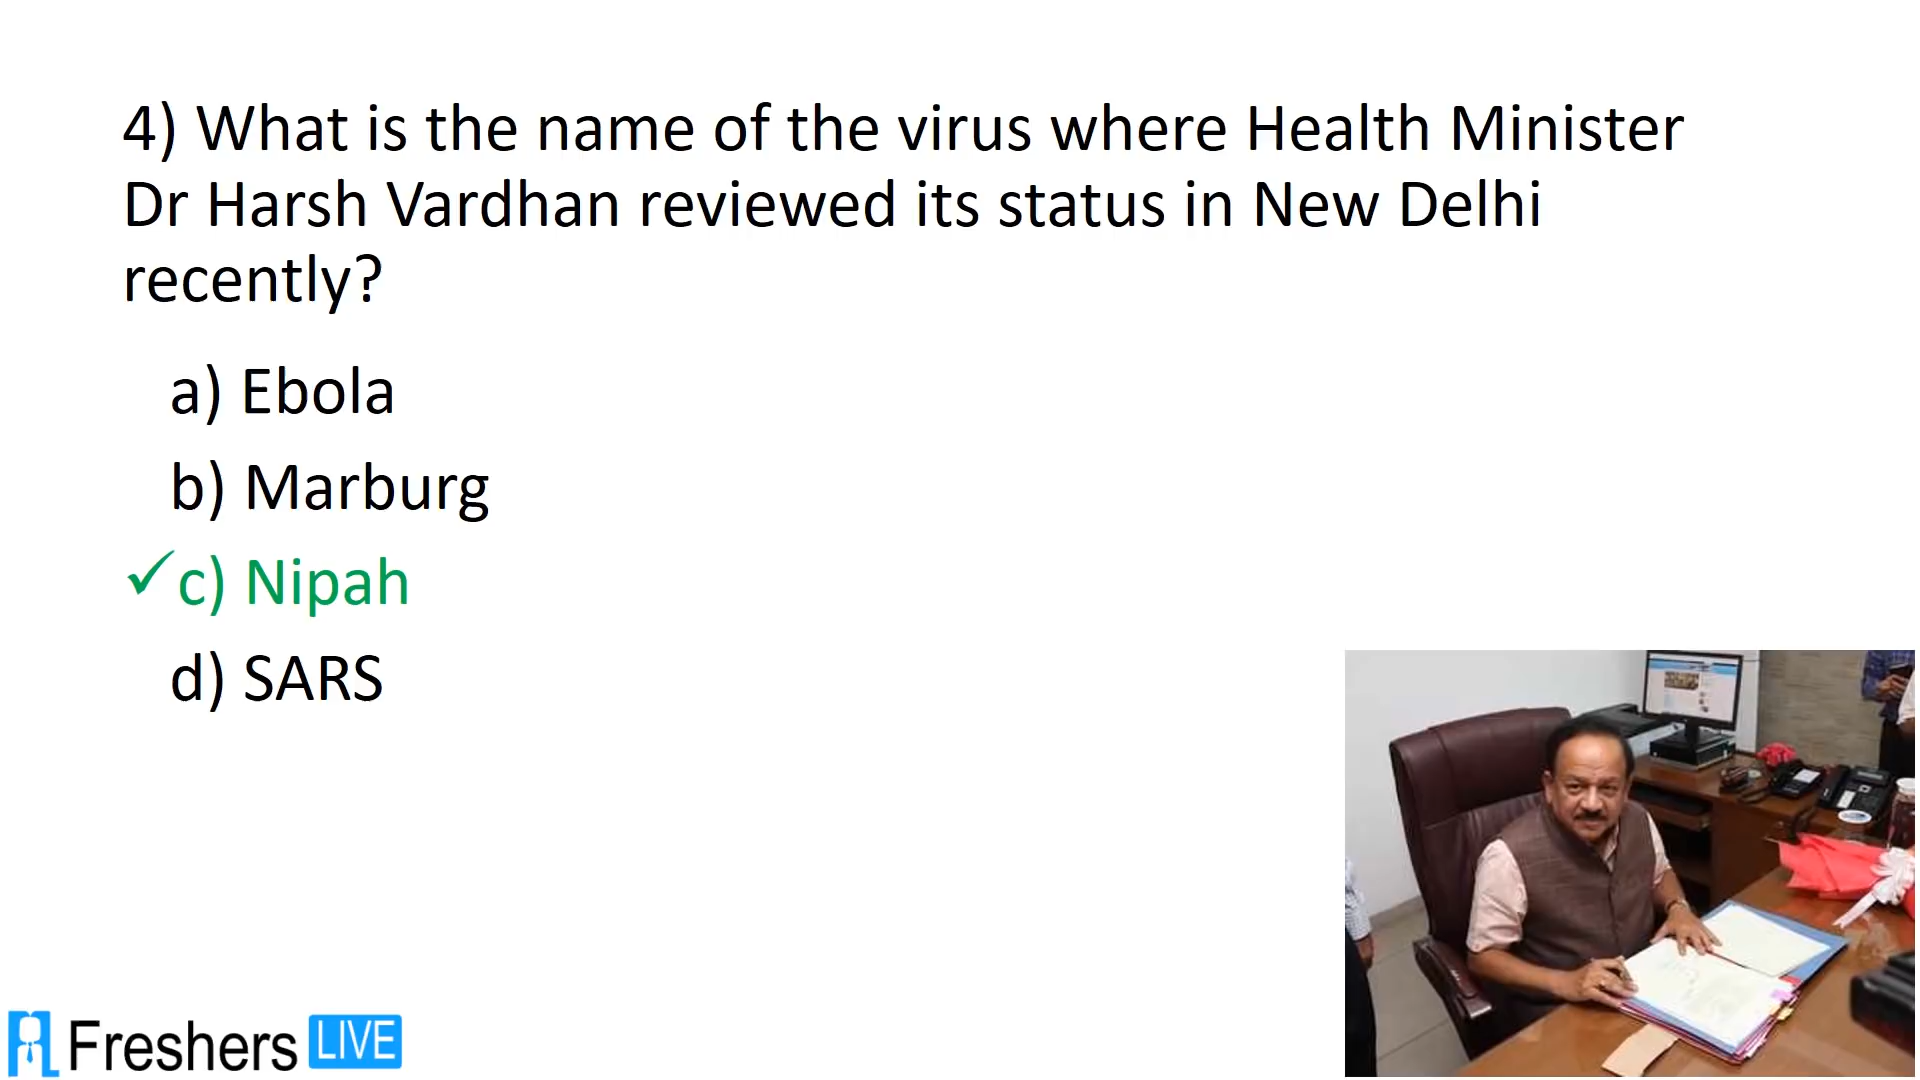 4) What is the name of the virus where Health Minister
Dr Harsh Vardhan reviewed its status in New Delhi
recently?
a) Ebola
b) Marburg
✓c) Nipah
d) SARS
Freshers LIVE